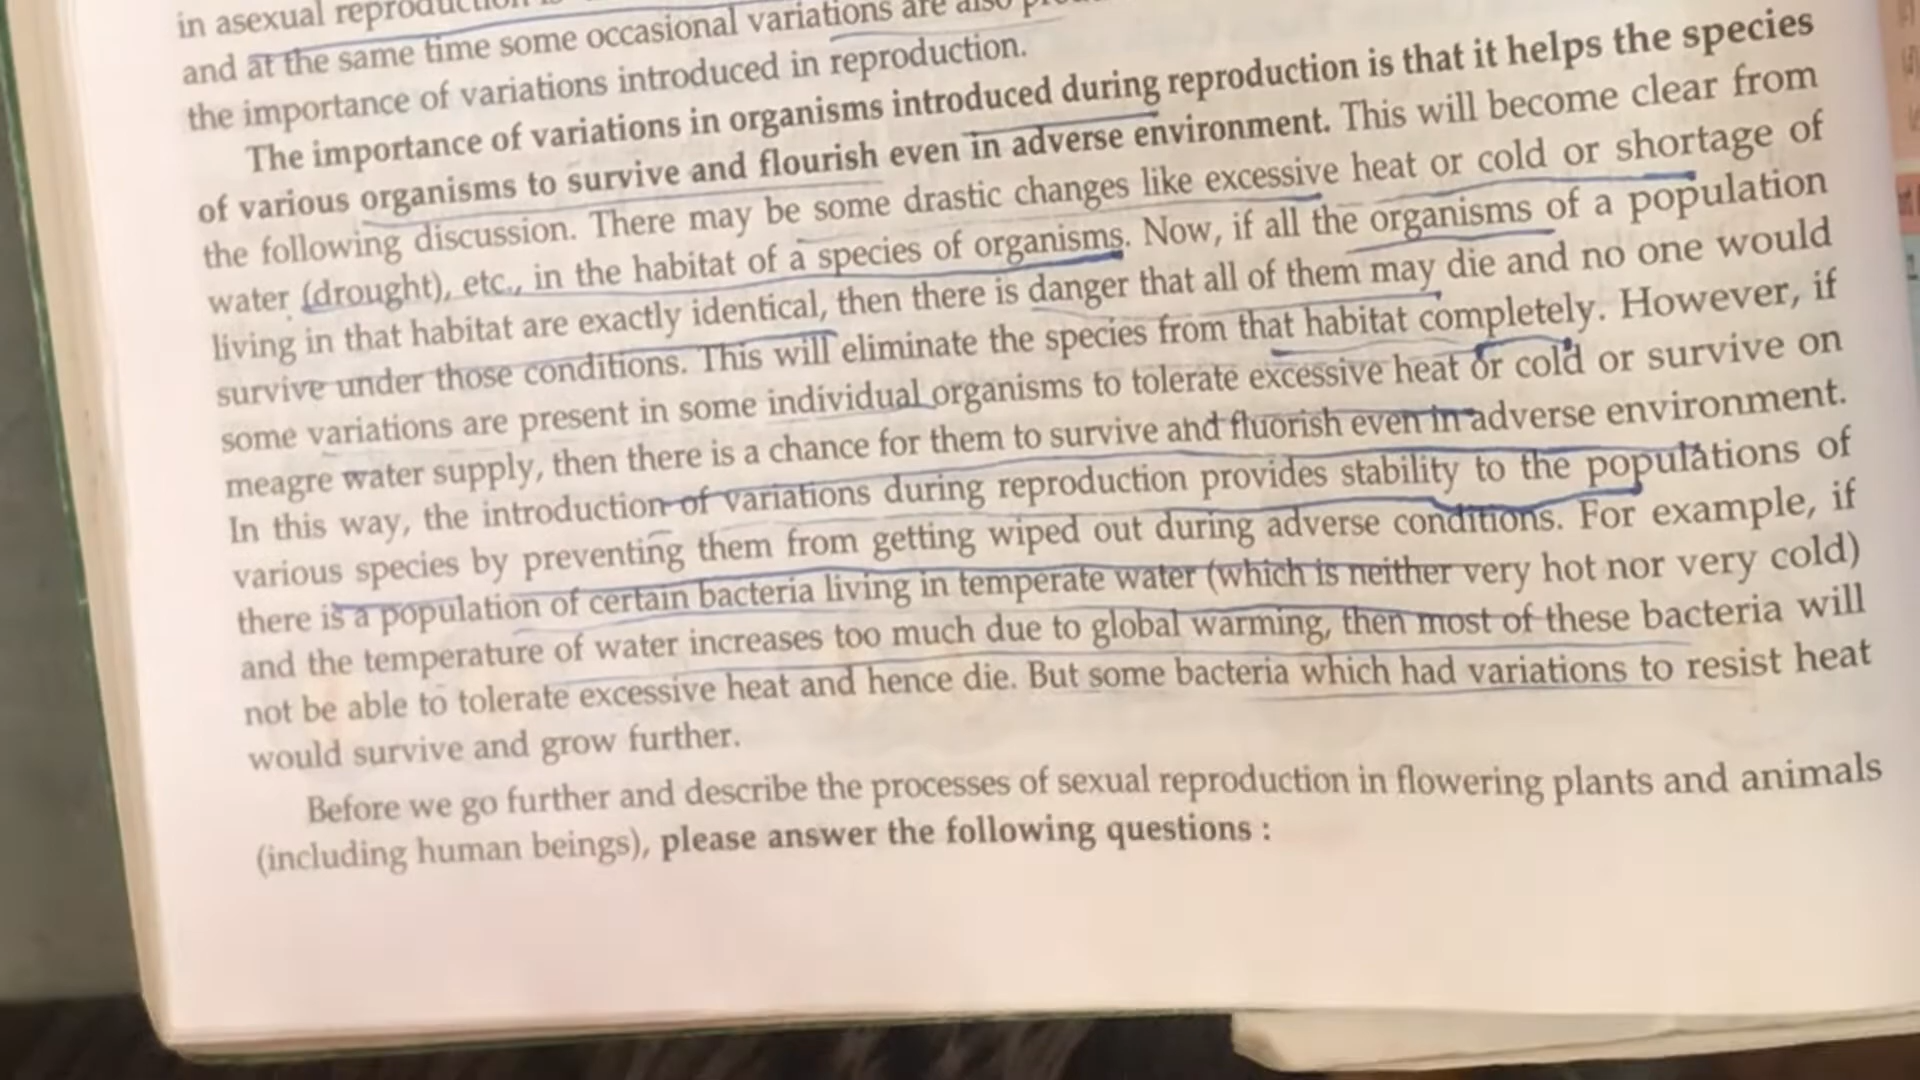 in asexual reproduction
and at the same time some occasional variations are also
the importance of variations introduced in reproduction.
The importance of variations in organisms introduced during reproduction is that it helps the species
of various organisms to survive and flourish even in adverse environment. This will become clear from
the following discussion. There may be some drastic changes like excessive heat or cold or shortage of
water (drought), etc., in the habitat of a species of organisms. Now, if all the organisms of a population
living in that habitat are exactly identical, then there is danger that all of them may die and no one would
survive under those conditions. This will eliminate the species from that habitat completely. However, if
some variations are present in some individual organisms to tolerate excessive heat or cold or survive on
meagre water supply, then there is a chance for them to survive and fluorish even in adverse environment.
In this way, the introduction of variations during reproduction provides stability to the populations of
various species by preventing them from getting wiped out during adverse conditions. For example, if
there is a population of certain bacteria living in temperate water (which is neither very hot nor very cold)
and the temperature of water increases too much due to global warming, then most of these bacteria will
not be able to tolerate excessive heat and hence die. But some bacteria which had variations to resist heat
would survive and grow further.
Before we go further and describe the processes of sexual reproduction in flowering plants and animals
(including human beings), please answer the following questions :